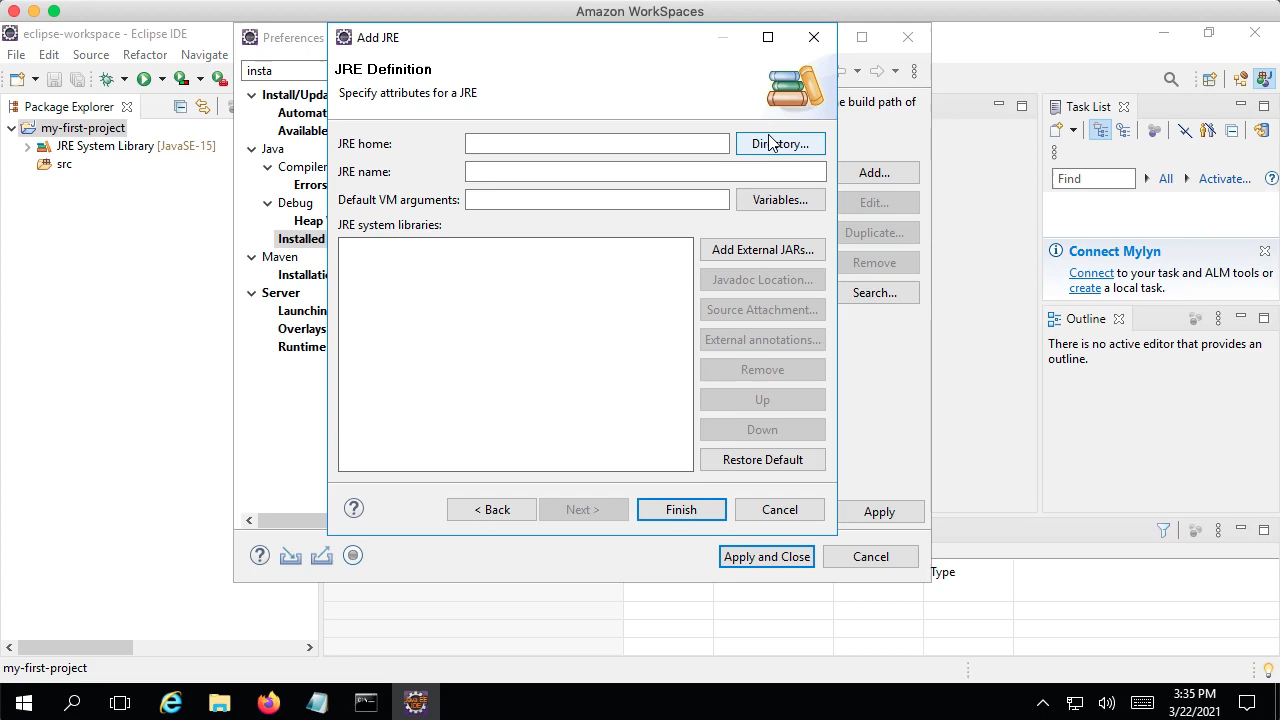 Amazon WorkSpaces
eclipse-workspace - Eclipse IDE
File Edit Source Refactor Navigate
Preferences
Add JRE
insta
JRE Definition
Specify attributes for a JRE
Package Explorer
my-first-project
JRE System Library [JavaSE-15]
src
Install/Upda
Automat
Available
Java
Compiler
Errors
Debug
Heap
Installed
Maven
Installati
Server
Launching
Overlays
Runtime
JRE home:
Directory...
JRE name:
Default VM arguments:
Variables...
JRE system libraries:
Add External JARs...
Javadoc Location...
Source Attachment...
External annotations...
Remove
Up
Down
Restore Default
< Back
Next >
Finish
Cancel
e build path of
Add...
Edit...
Duplicate...
Remove
Search...
Apply
Apply and Close
Cancel
Task List
Find
All
Activate...
Connect Mylyn
Connect to your task and ALM tools or
create a local task.
Outline
There is no active editor that provides an
outline.
Type
my-first-project
JAVA EE
IDE
3:35 PM
3/22/2021